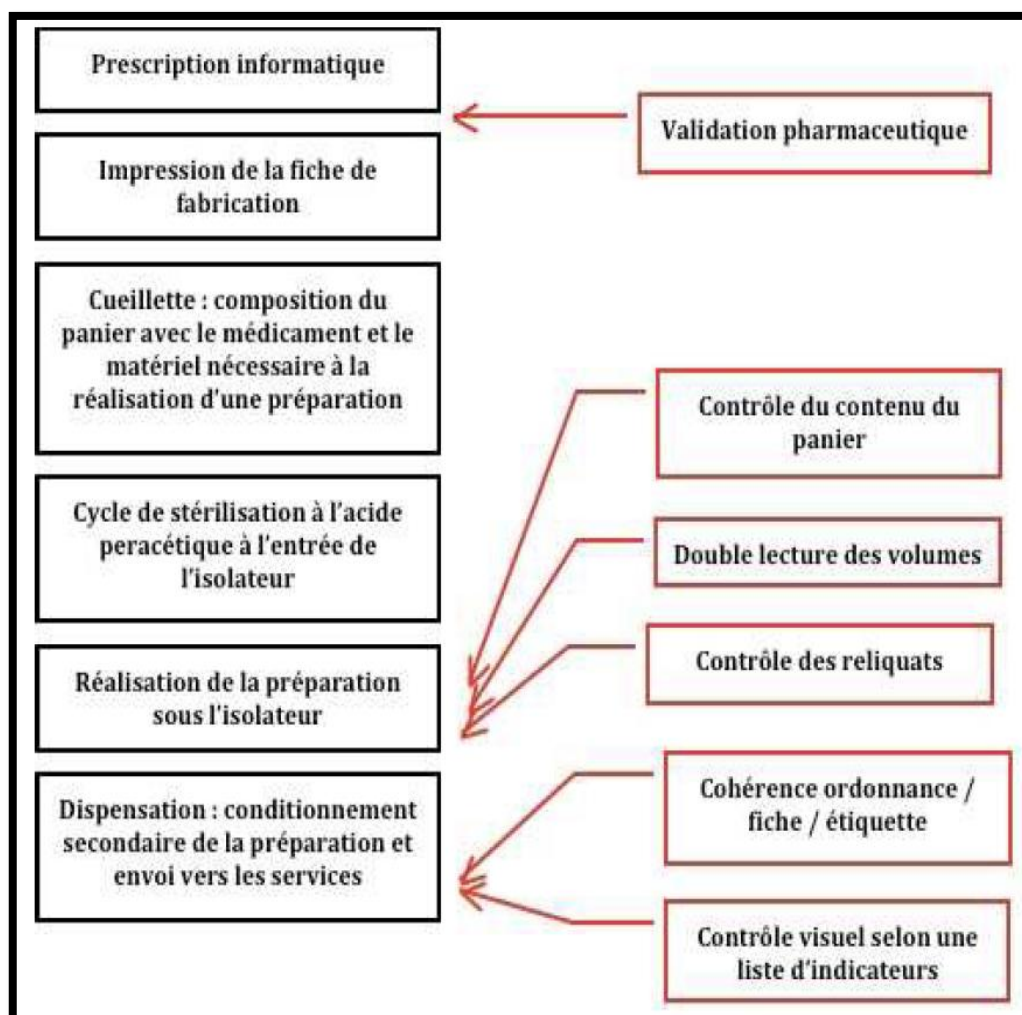 Prescription informatique
Validation pharmaceutique
Impression de la fiche de
fabrication
Cueillette : composition du
panier avec le médicament et le
matériel nécessaire à la
réalisation d'une préparation
Contrôle du contenu du
panier
Cycle de stérilisation à l'acide
peracétique à l'entrée de
l'isolateur
Double lecture des volumes
Réalisation de la préparation
sous l'isolateur
Contrôle des reliquats
Dispensation : conditionnement
secondaire de la préparation et
envoi vers les services
Cohérence ordonnance /
fiche / étiquette
Contrôle visuel selon une
liste d'indicateurs